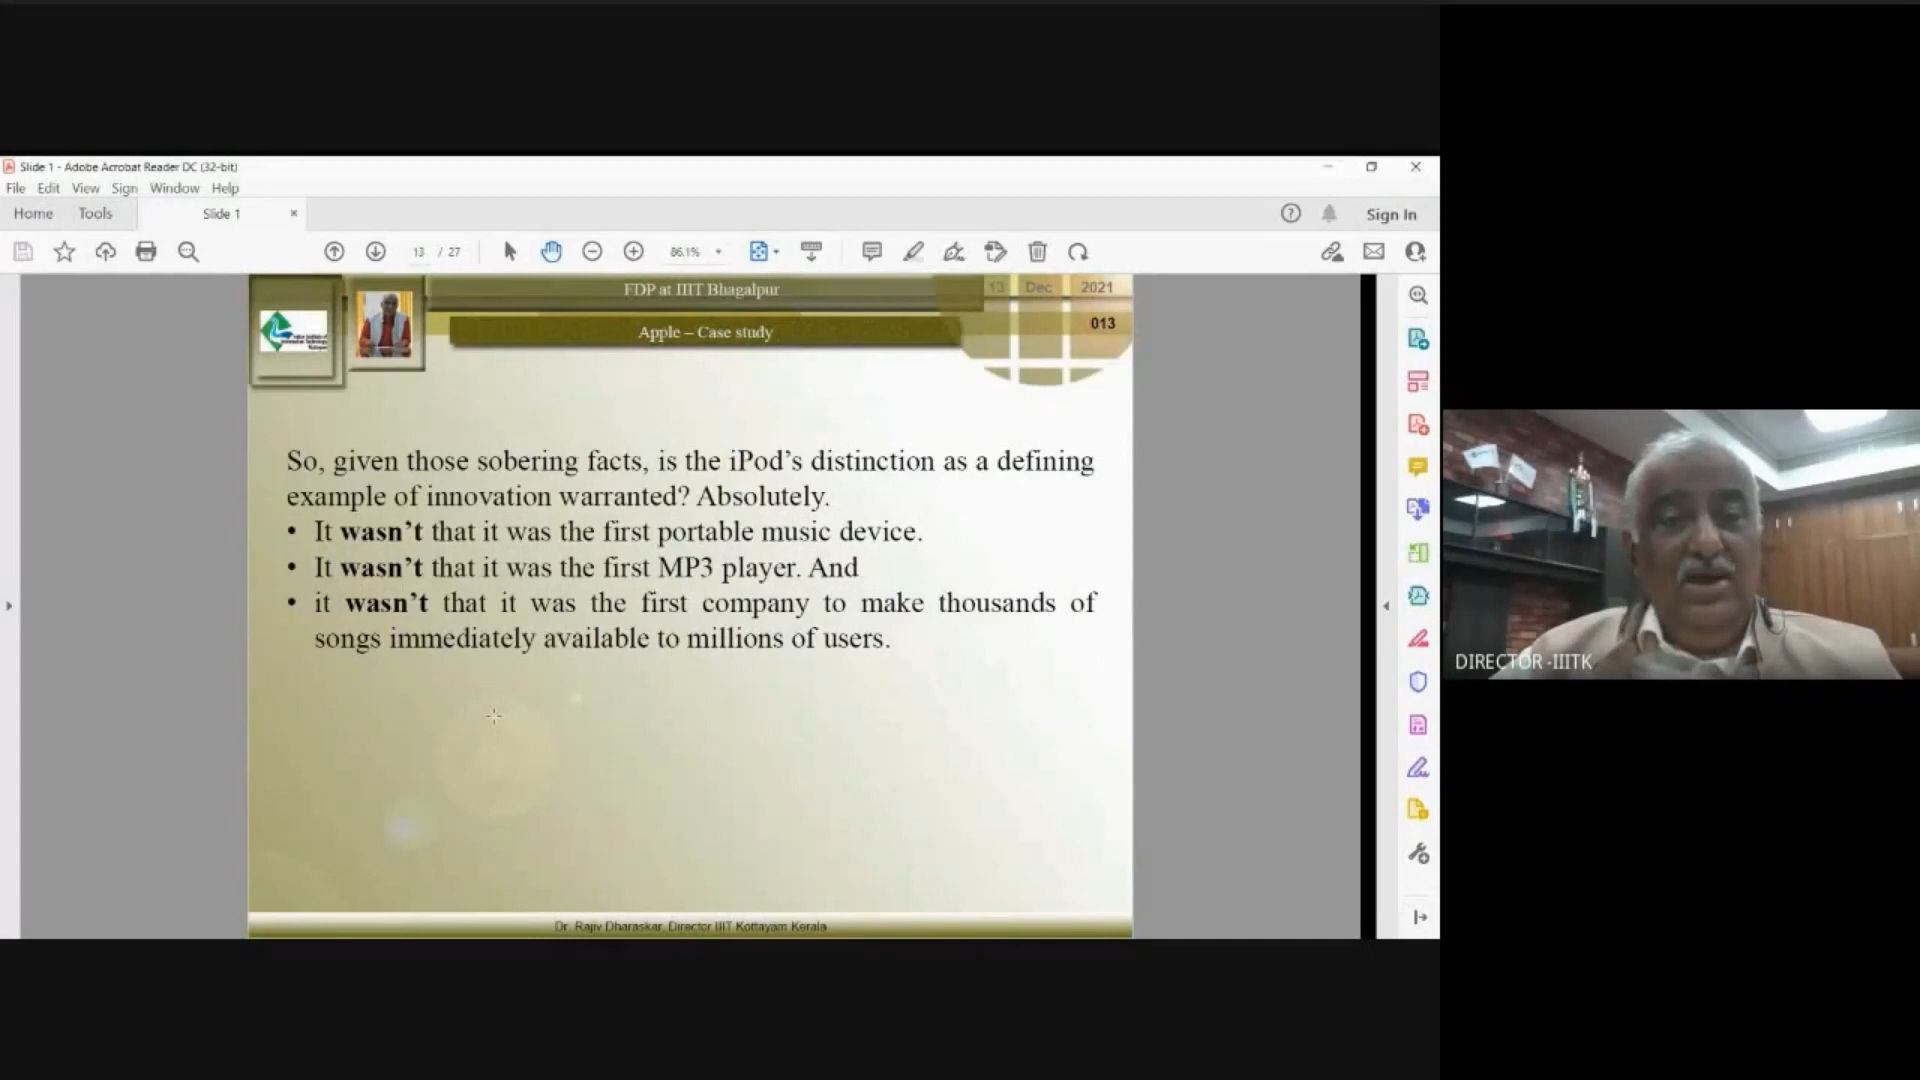 Slide 1 - Adobe Acrobat Reader DC (32-bit)
File Edit View Sign Window Help
Home Tools Slide 1 Sign In
13 / 27 86.1%
FDP at IIIT Bhagalpur 13 Dec 2021
Apple – Case study 013
So, given those sobering facts, is the iPod’s distinction as a defining
example of innovation warranted? Absolutely.
• It wasn’t that it was the first portable music device.
• It wasn’t that it was the first MP3 player. And
• it wasn’t that it was the first company to make thousands of
songs immediately available to millions of users.
Dr. Rajiv Dharaskar, Director IIIT Kottayam Kerala
DIRECTOR -IIITK